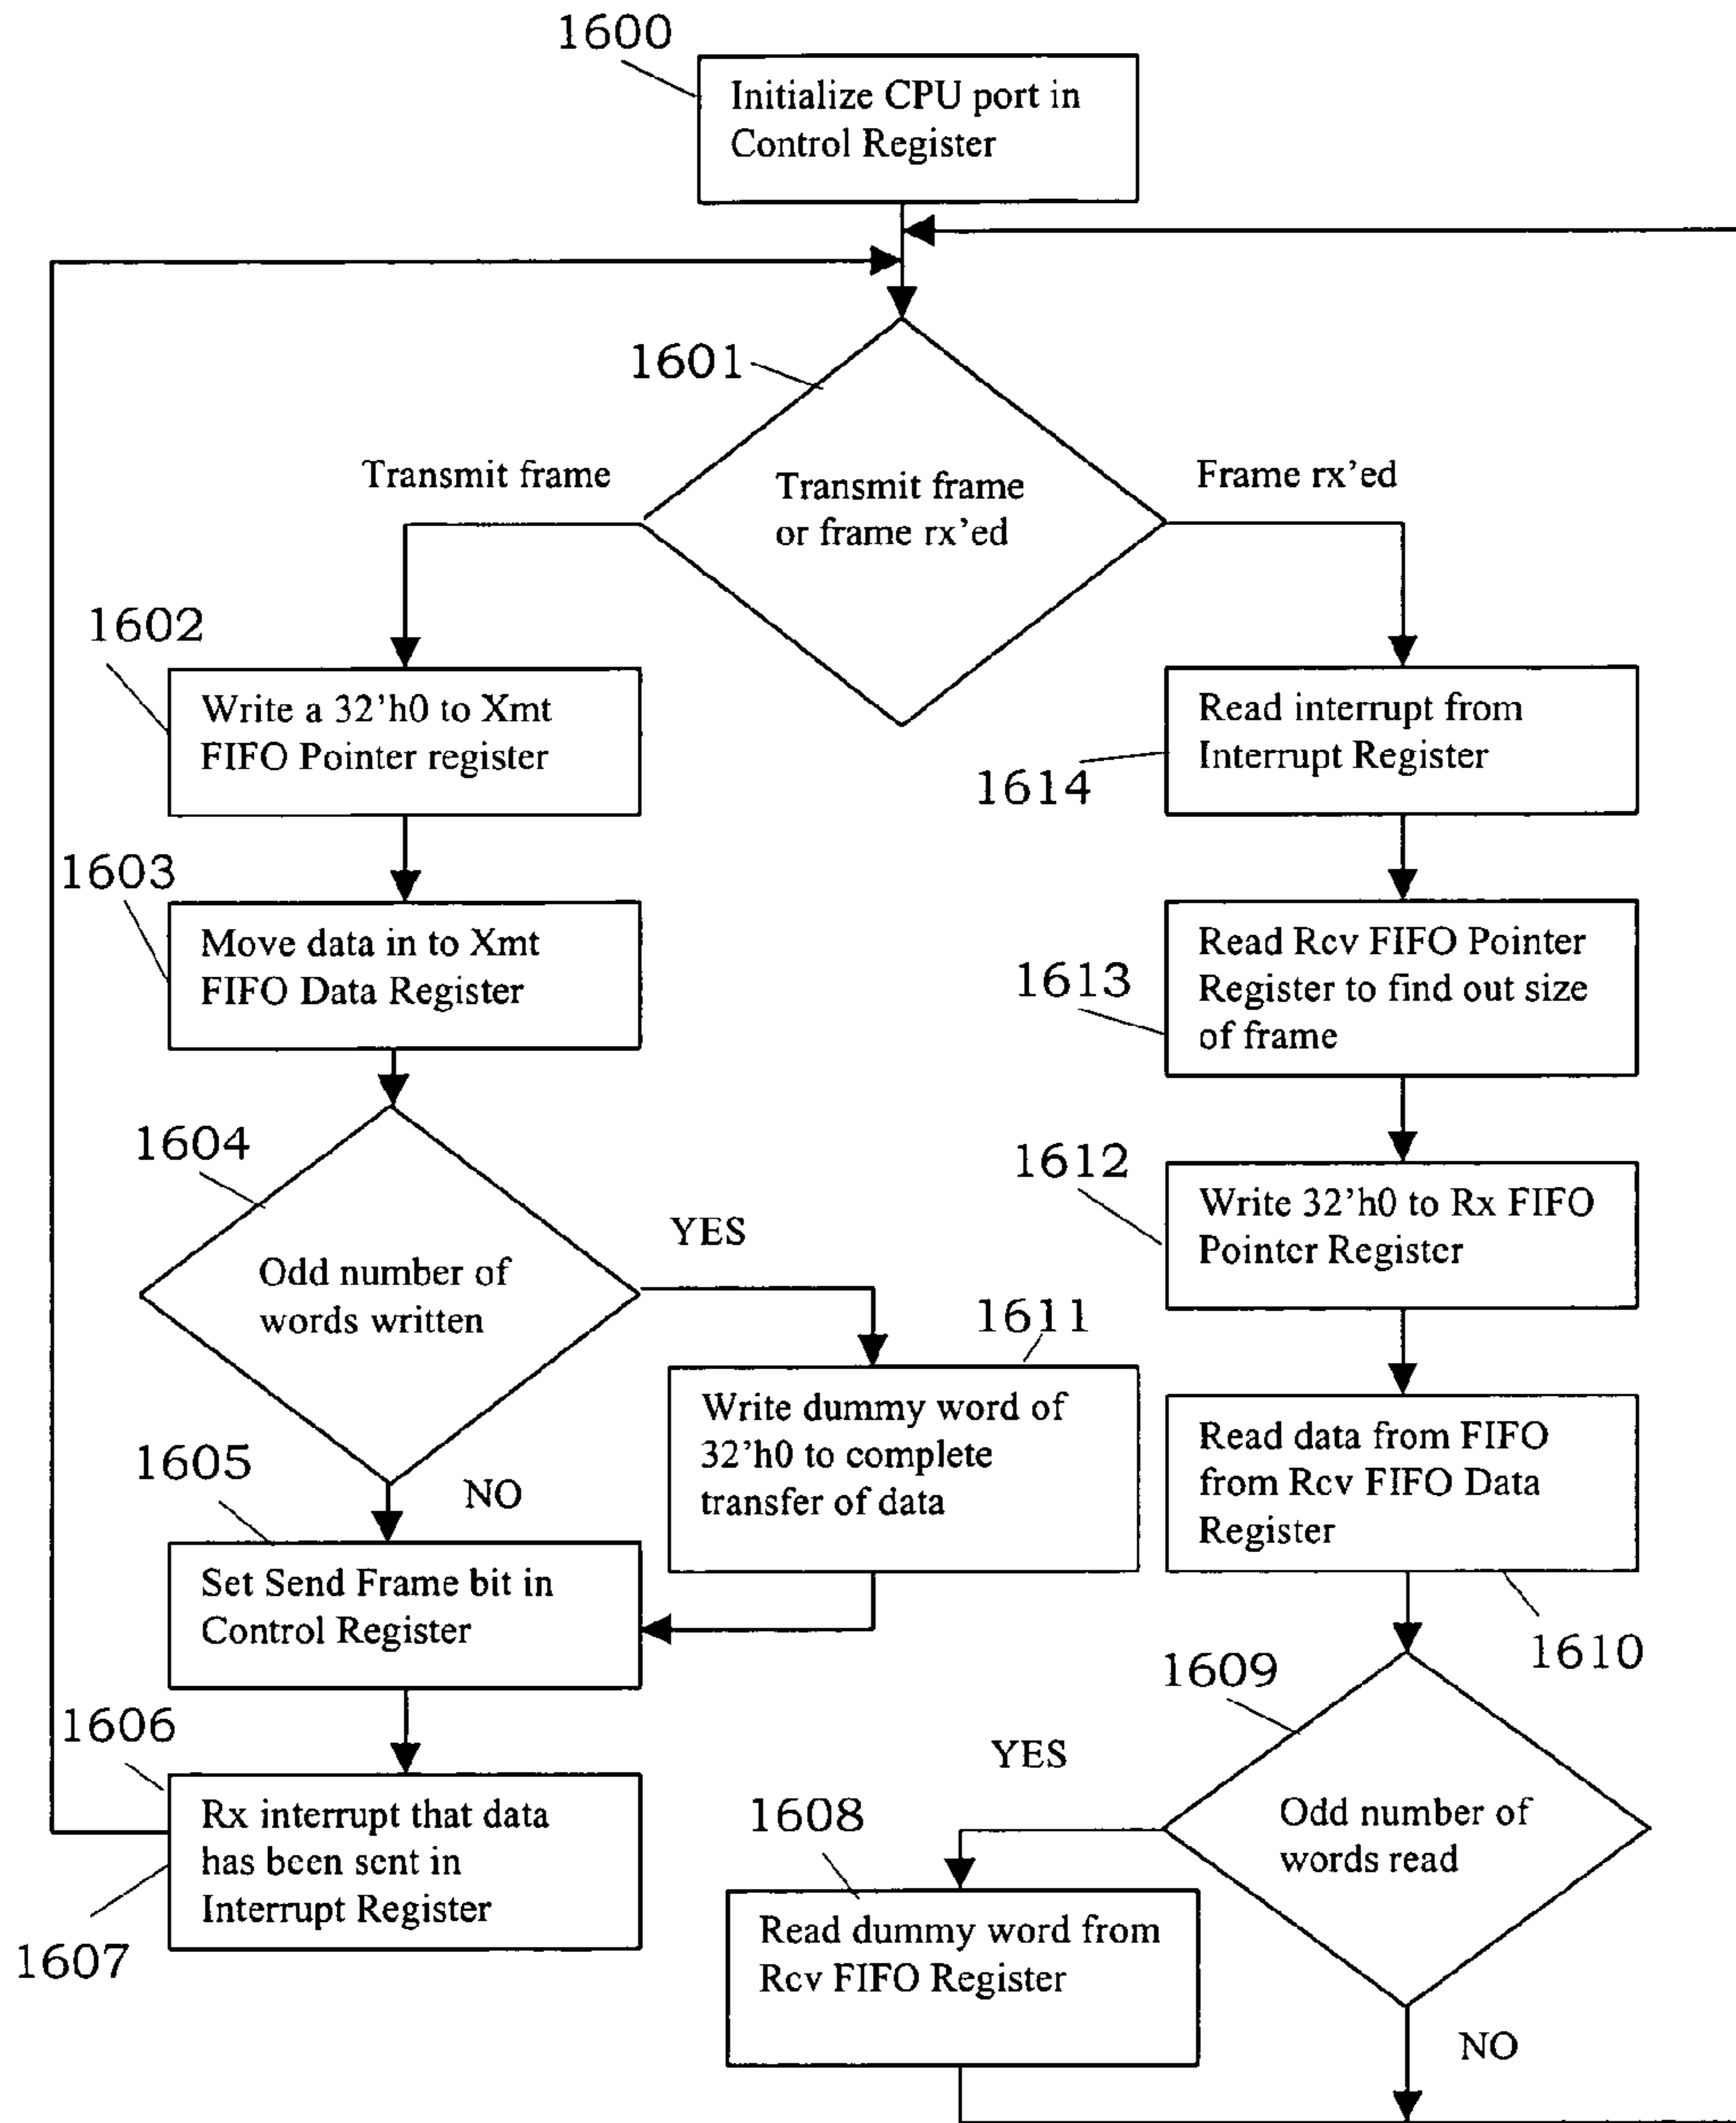 1600
Initialize CPU port in
Control Register
1601
Transmit frame
Transmit frame
or frame rx'ed
Frame rx'ed
1602
Write a 32'h0 to Xmt
FIFO Pointer register
Read interrupt from
Interrupt Register
1614
1603
Move data in to Xmt
FIFO Data Register
Read Rcv FIFO Pointer
Register to find out size
of frame
1613
1604
Odd number of
words written
YES
1612
Write 32'h0 to Rx FIFO
Pointer Register
1611
Write dummy word of
32'h0 to complete
transfer of data
Read data from FIFO
from Rcv FIFO Data
Register
1605
NO
Set Send Frame bit in
Control Register
1610
1609
1606
Rx interrupt that data
has been sent in
Interrupt Register
1607
YES
Odd number of
words read
1608
Read dummy word from
Rcv FIFO Register
NO